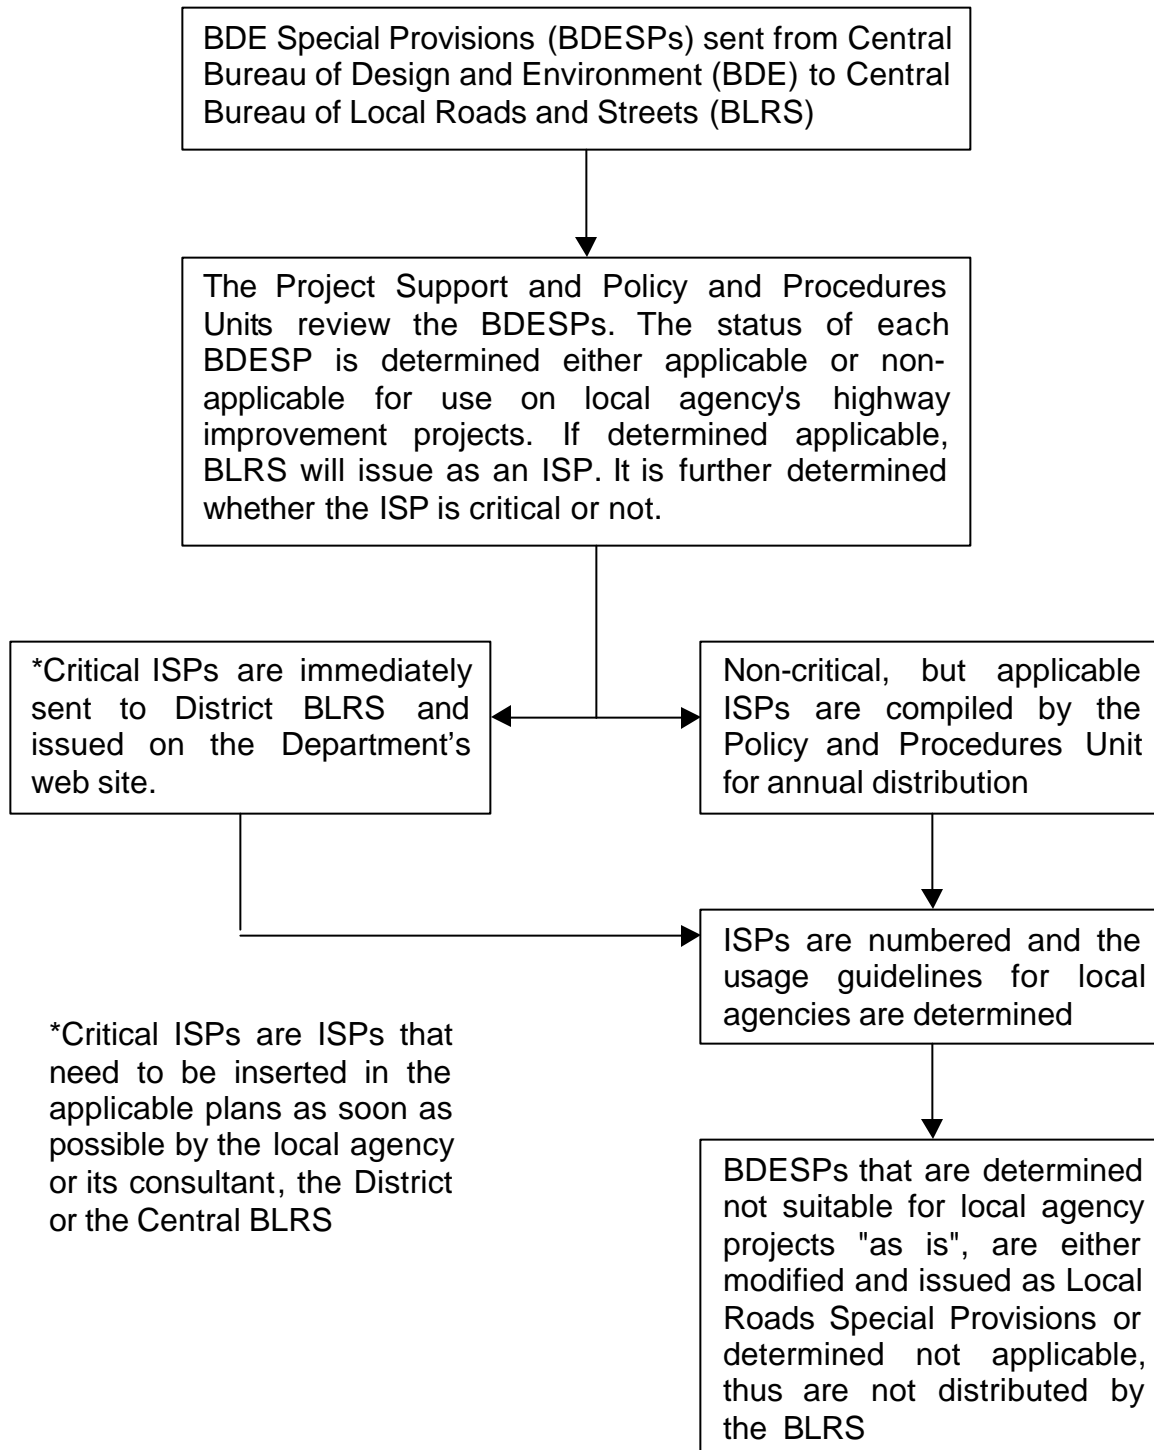 BDE Special Provisions (BDESPs) sent from Central
Bureau of Design and Environment (BDE) to Central
Bureau of Local Roads and Streets (BLRS)
The Project Support and Policy and Procedures
Units review the BDESPs. The status of each
BDESP is determined either applicable or non-
applicable for use on local agency's highway
improvement projects. If determined applicable,
BLRS will issue as an ISP. It is further determined
whether the ISP is critical or not.
*Critical ISPs are immediately
sent to District BLRS and
issued on the Department’s
web site.
Non-critical, but applicable
ISPs are compiled by the
Policy and Procedures Unit
for annual distribution
ISPs are numbered and the
usage guidelines for local
agencies are determined
*Critical ISPs are ISPs that
need to be inserted in the
applicable plans as soon as
possible by the local agency
or its consultant, the District
or the Central BLRS
BDESPs that are determined
not suitable for local agency
projects "as is", are either
modified and issued as Local
Roads Special Provisions or
determined not applicable,
thus are not distributed by
the BLRS